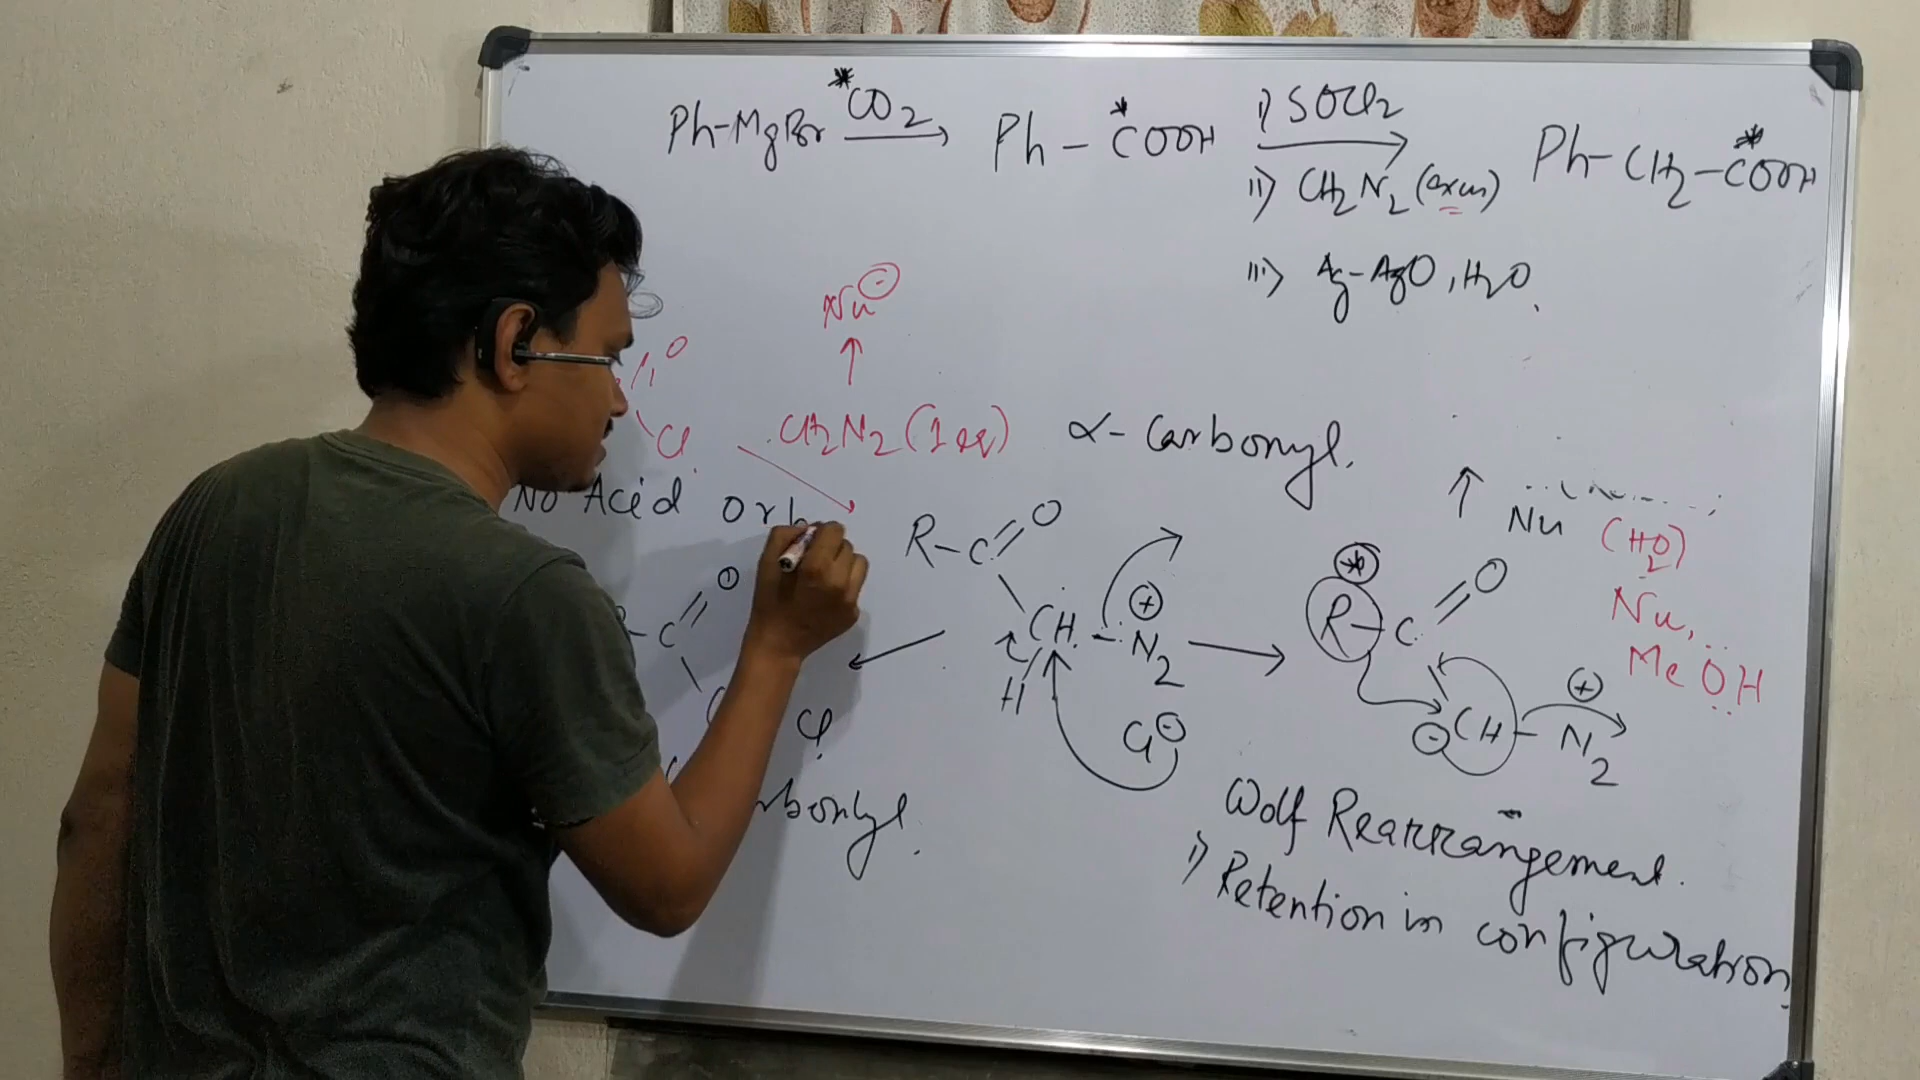 Ph-MgBr *CO2 → Ph - *COOH i) SOCl2 → Ph-CH2-*COOH
ii) CH2N2 (excess)
iii) Ag-AgO, H2O.
Nu⊖
↑
O
Cl
CH2N2 (1 eq) α- Carbonyl.
No Acid or
R-C=O
CH-N2 ⊕
H
Cl⊖
C=O
Cl
Nu (H2O)
Nu,
MeOH
* R-C=O
⊖CH-N2 ⊕
Wolf Rearrangement.
i) Retention in configuration